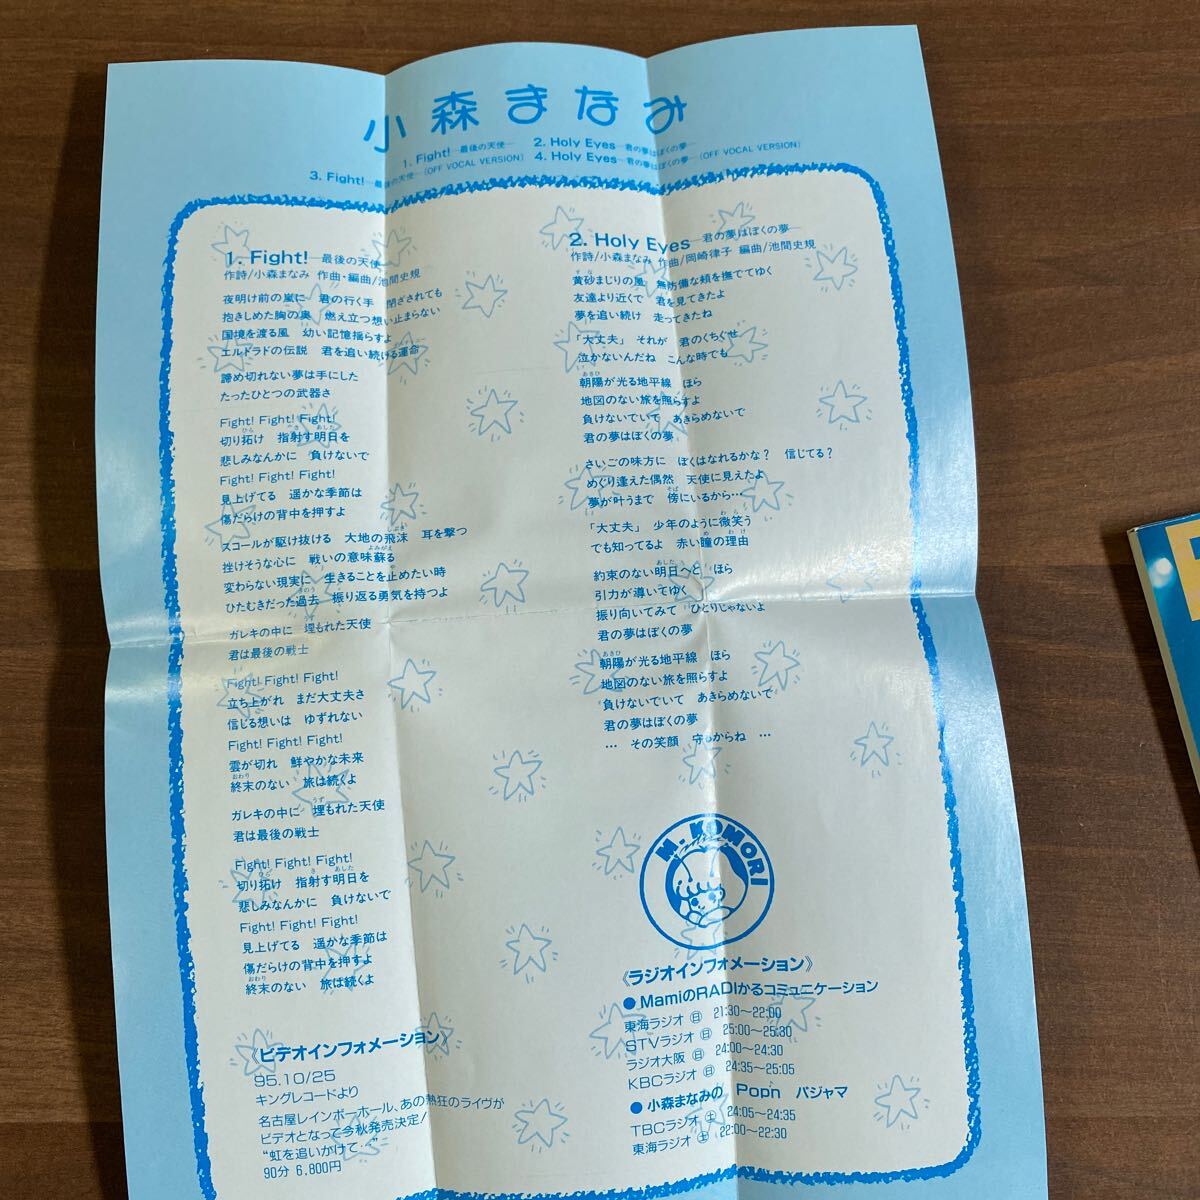 小森まなみ
1. Fight!—最後の天使—　2. Holy Eyes—君の夢はぼくの夢—
3. Fight!—最後の天使—(OFF VOCAL VERSION)　4. Holy Eyes—君の夢はぼくの夢—(OFF VOCAL VERSION)
1. Fight!—最後の天使—
作詩/小森まなみ 作曲・編曲/池間史規
夜明け前の嵐に　君の行く手　閉ざされても
抱きしめた胸の奥　燃え立つ想い止まらない
国境を渡る風　幼い記憶揺らすよ
エルドラドの伝説　君を追い続ける運命
諦め切れない夢は手にした
たったひとつの武器さ
Fight! Fight! Fight!
切り拓け　指射す明日を
悲しみなんかに　負けないで
Fight! Fight! Fight!
見上げてる　遥かな季節は
傷だらけの背中を押すよ
スコールが駆け抜ける　大地の飛沫　耳を撃つ
挫けそうな心に　戦いの意味蘇る
変わらない現実に　生きることを止めたい時
ひたむきだった過去　振り返る勇気を持つよ
ガレキの中に　埋もれた天使
君は最後の戦士
Fight! Fight! Fight!
立ち上がれ　まだ大丈夫さ
信じる想いは　ゆずれない
Fight! Fight! Fight!
雲が切れ　鮮やかな未来
終末のない　旅は続くよ
ガレキの中に　埋もれた天使
君は最後の戦士
Fight! Fight! Fight!
切り拓け　指射す明日を
悲しみなんかに　負けないで
Fight! Fight! Fight!
見上げてる　遥かな季節は
傷だらけの背中を押すよ
終末のない　旅は続くよ
《ビデオインフォメーション》
95.10/25
キングレコードより
名古屋レインボーホール、あの熱狂のライヴが
ビデオとなって今秋発売決定!
“虹を追いかけて…”
90分 6,800円
2. Holy Eyes—君の夢はぼくの夢—
作詩/小森まなみ 作曲/岡崎律子 編曲/池間史規
黄砂まじりの風　無防備な頬を撫でてゆく
友達より近くで　君を見てきたよ
夢を追い続け　走ってきたね
「大丈夫」それが　君のくちぐせ
泣かないんだね　こんな時でも
朝陽が光る地平線　ほら
地図のない旅を照らすよ
負けないでいて　あきらめないで
君の夢はぼくの夢
さいごの味方に　ぼくはなれるかな?　信じてる?
めぐり逢えた偶然　天使に見えたよ
夢が叶うまで　傍にいるから…
「大丈夫」少年のように微笑う
でも知ってるよ　赤い瞳の理由
約束のない明日へと　ほら
引力が導いてゆく
振り向いてみて　ひとりじゃないよ
君の夢はぼくの夢
朝陽が光る地平線　ほら
地図のない旅を照らすよ
負けないでいて　あきらめないで
君の夢はぼくの夢
…　その笑顔　守るからね　…
M・KOMORI
《ラジオインフォメーション》
●MamiのRADIかるコミュニケーション
東海ラジオ ㊐ 21:30〜22:00
STVラジオ ㊐ 25:00〜25:30
ラジオ大阪 ㊐ 24:00〜24:30
KBCラジオ ㊐ 24:35〜25:05
●小森まなみの　Pop'n　パジャマ
TBCラジオ ㊏ 24:05〜24:35
東海ラジオ ㊏ 22:00〜22:30